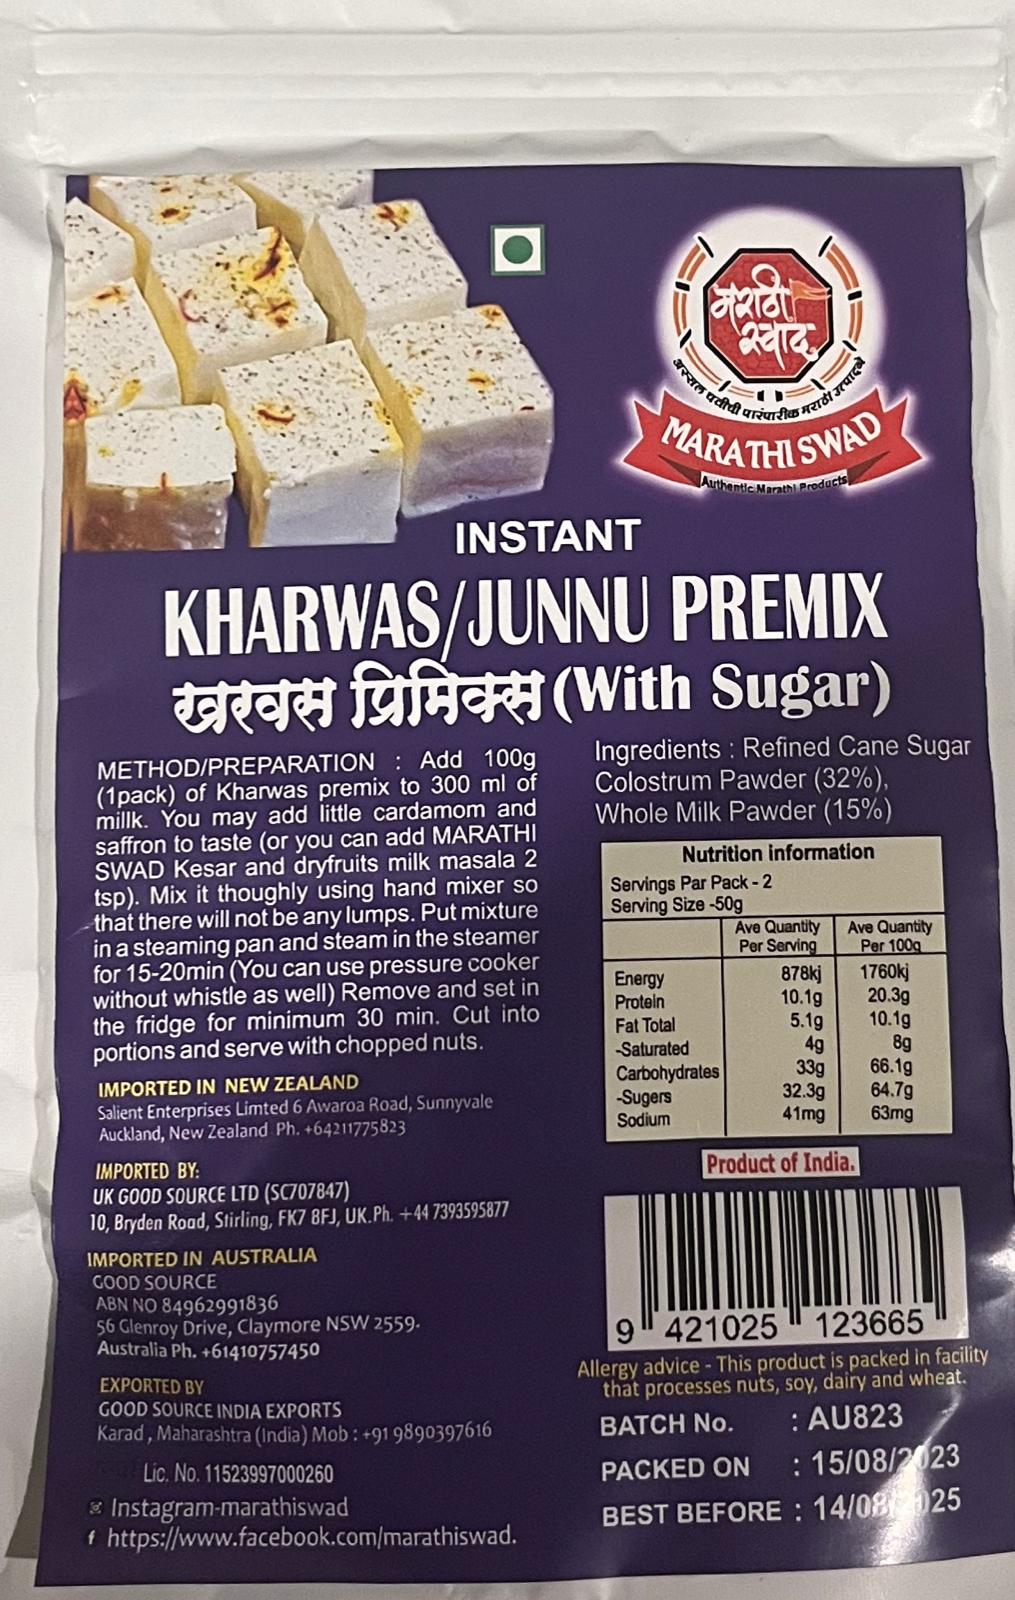 मराठी
स्वाद
अस्सल चवीची पारंपारीक मराठी उत्पादने
MARATHI SWAD
Authentic Marathi Products
INSTANT
KHARWAS/JUNNU PREMIX
खरवस प्रिमिक्स (With Sugar)
METHOD/PREPARATION : Add 100g
(1pack) of Kharwas premix to 300 ml of
millk. You may add little cardamom and
saffron to taste (or you can add MARATHI
SWAD Kesar and dryfruits milk masala 2
tsp). Mix it thoughly using hand mixer so
that there will not be any lumps. Put mixture
in a steaming pan and steam in the steamer
for 15-20min (You can use pressure cooker
without whistle as well) Remove and set in
the fridge for minimum 30 min. Cut into
portions and serve with chopped nuts.
IMPORTED IN NEW ZEALAND
Salient Enterprises Limted 6 Awaroa Road, Sunnyvale
Auckland, New Zealand Ph. +64211775823
IMPORTED BY:
UK GOOD SOURCE LTD (SC707847)
10, Bryden Road, Stirling, FK7 8FJ, UK.Ph. +44 7393595877
IMPORTED IN AUSTRALIA
GOOD SOURCE
ABN NO 84962991836
56 Glenroy Drive, Claymore NSW 2559.
Australia Ph. +61410757450
EXPORTED BY
GOOD SOURCE INDIA EXPORTS
Karad , Maharashtra (India) Mob : +91 9890397616
Lic. No. 11523997000260
Instagram-marathiswad
https://www.facebook.com/marathiswad.
Ingredients : Refined Cane Sugar
Colostrum Pawder (32%),
Whole Milk Pawder (15%)
Nutrition information
Servings Par Pack - 2
Serving Size -50g
Ave Quantity Per Serving Ave Quantity Per 100g
Energy 878kj 1760kj
Protein 10.1g 20.3g
Fat Total 5.1g 10.1g
-Saturated 4g 8g
Carbohydrates 33g 66.1g
-Sugers 32.3g 64.7g
Sodium 41mg 63mg
Product of India.
9 421025 123665
Allergy advice - This product is packed in facility
that processes nuts, soy, dairy and wheat.
BATCH No. : AU823
PACKED ON : 15/08/2023
BEST BEFORE : 14/08/2025